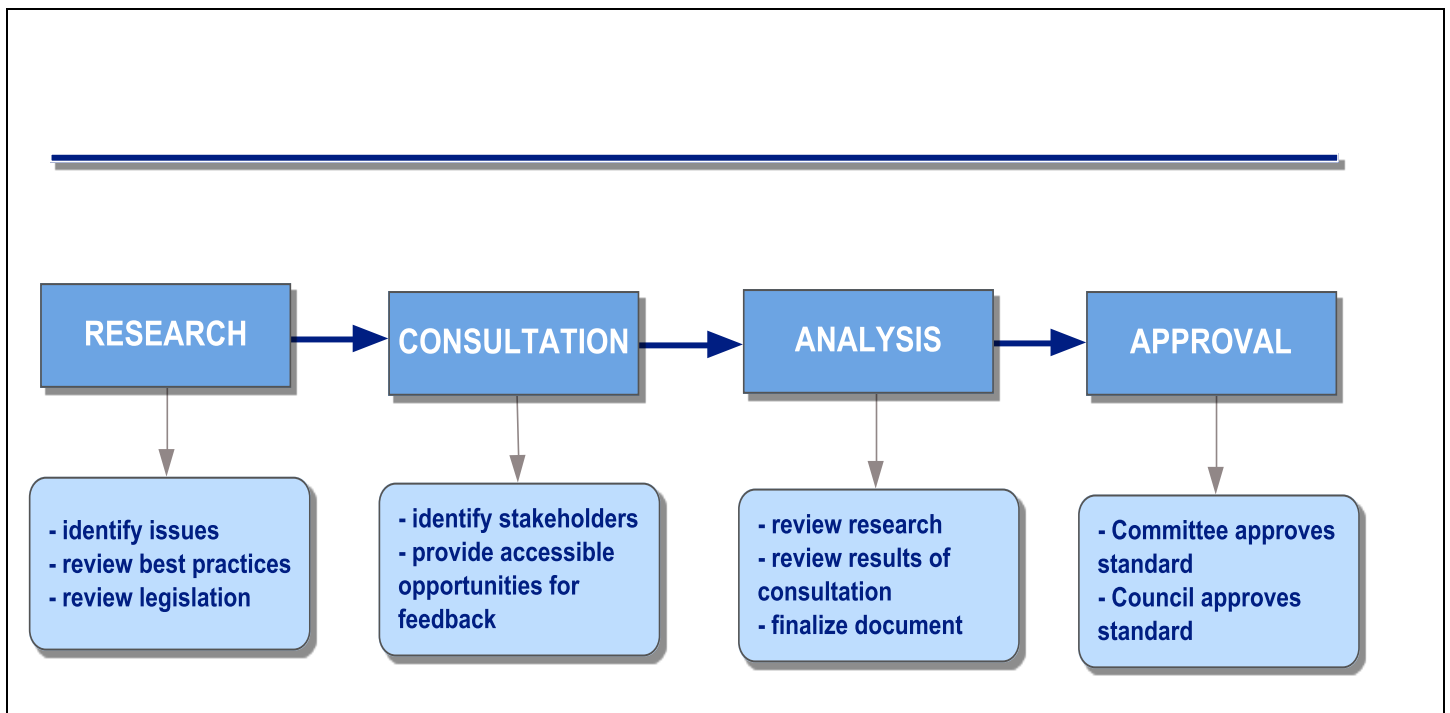 RESEARCH
CONSULTATION
ANALYSIS
APPROVAL
- identify issues
- review best practices
- review legislation
- identify stakeholders
- provide accessible
opportunities for
feedback
- review research
- review results of
consultation
- finalize document
- Committee approves
standard
- Council approves
standard